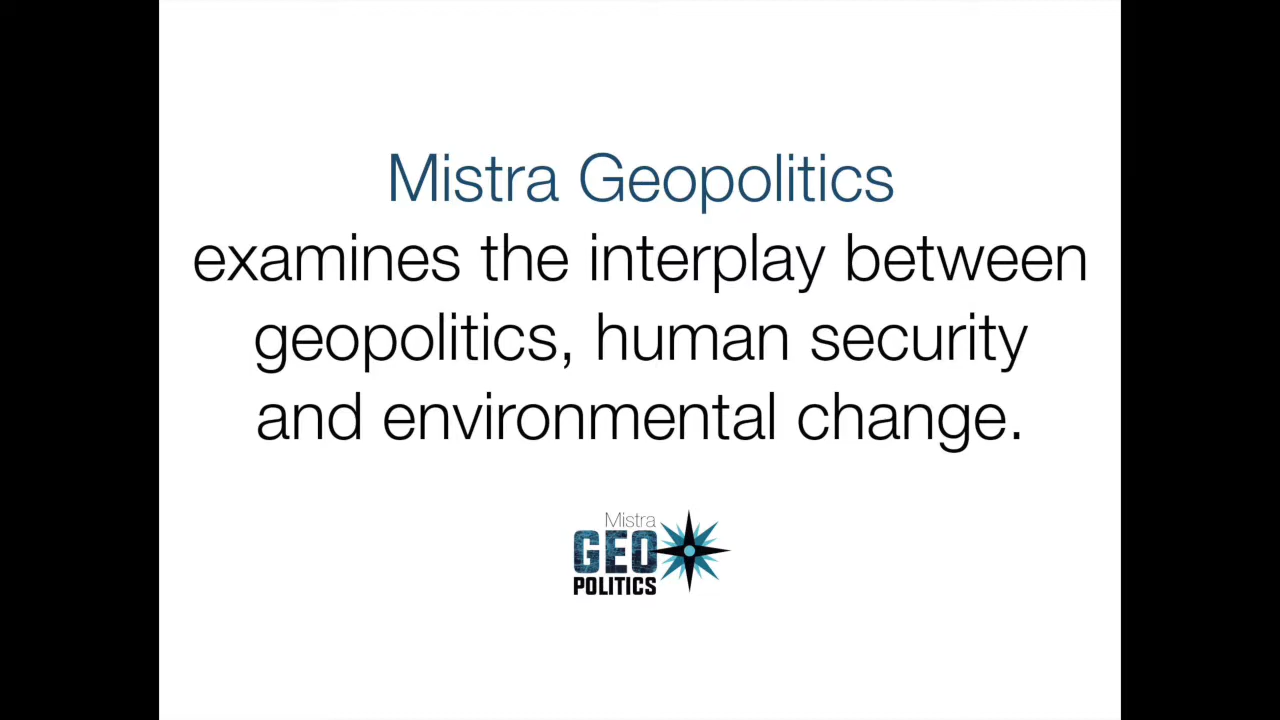 Mistra Geopolitics
examines the interplay between
geopolitics, human security
and environmental change.
Mistra
GEO
POLITICS